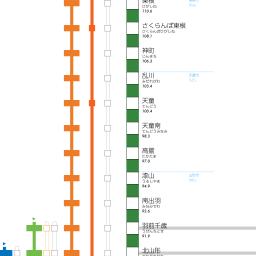 東根
ひがしね
110.6
さくらんぼ東根
さくらんぼひがしね
108.1
神町
じんまち
106.3
乱川
みだれがわ
103.4
天童
てんどう
100.4
天童南
てんどうみなみ
98.3
高擶
たかたま
97.0
漆山
うるしやま
94.9
南出羽
みなみでわ
93.6
羽前千歳
うぜんちとせ
91.9
北山形